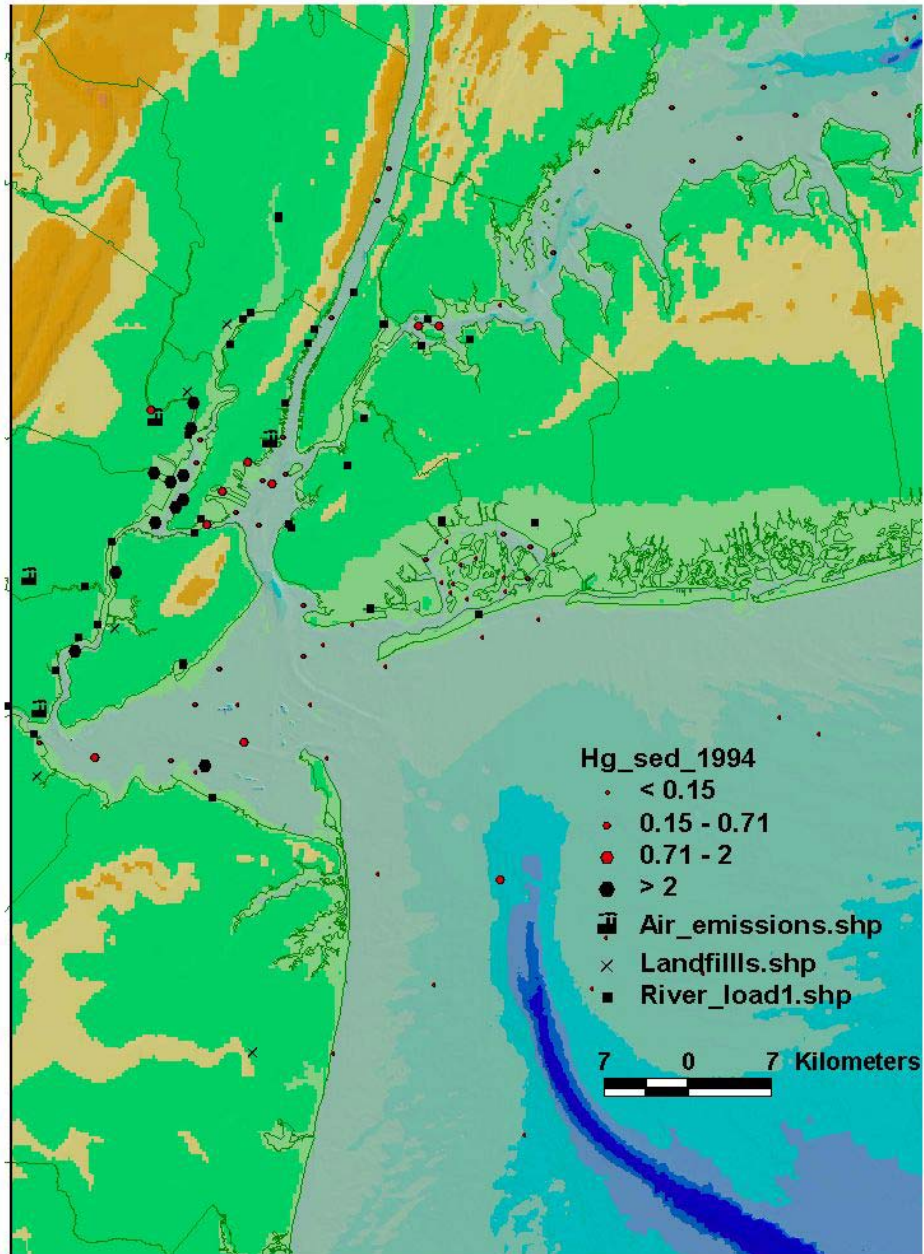 Hg_sed_1994
< 0.15
0.15 - 0.71
0.71 - 2
> 2
Air_emissions.shp
Landfillls.shp
River_load1.shp
7 0 7 Kilometers